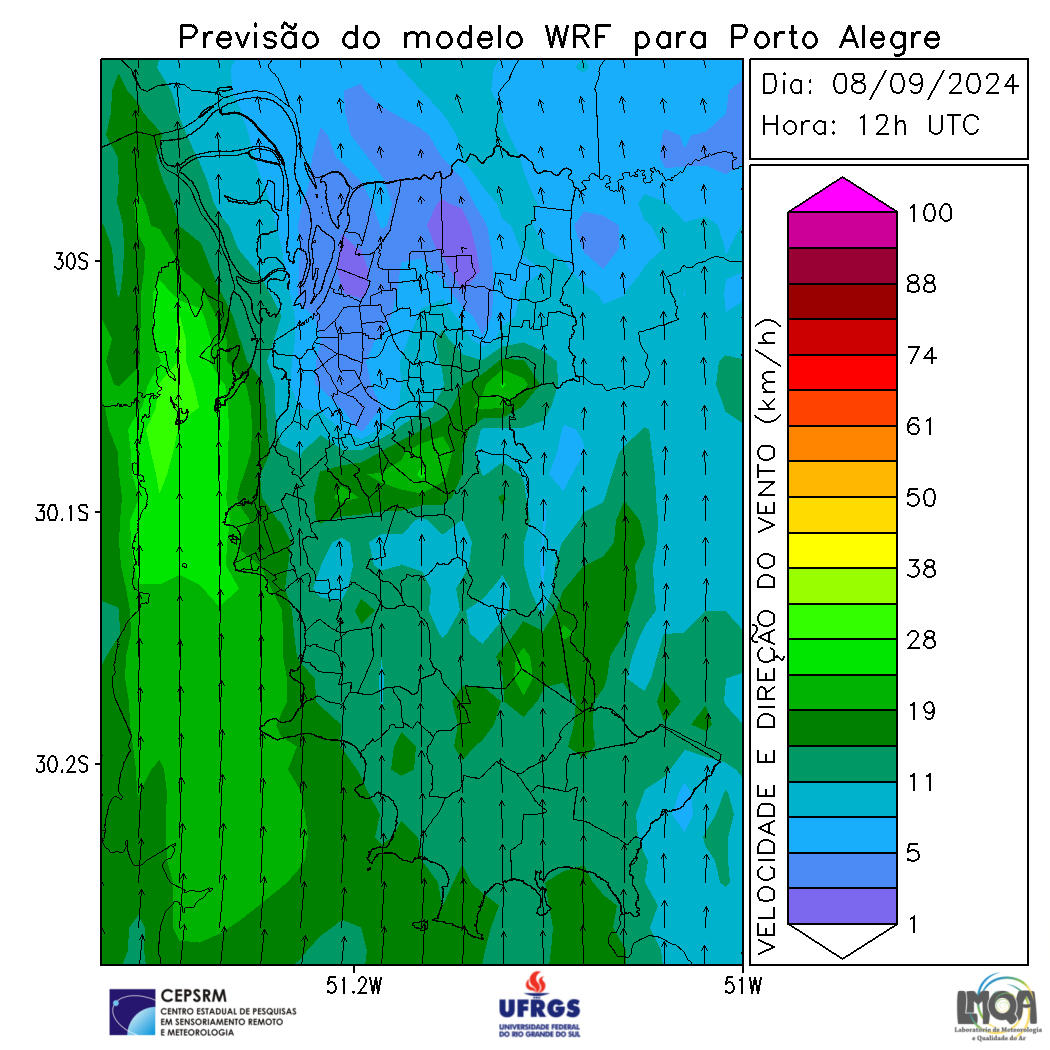 Previsão do modelo WRF para Porto Alegre
Dia: 08/09/2024
Hora: 12h UTC
30S
30.1S
30.2S
51.2W
51W
VELOCIDADE E DIREÇÃO DO VENTO (km/h)
100
88
74
61
50
38
28
19
11
5
1
CEPSRM
CENTRO ESTADUAL DE PESQUISAS
EM SENSORIAMENTO REMOTO
E METEOROLOGIA
UFRGS
UNIVERSIDADE FEDERAL
DO RIO GRANDE DO SUL
LMQA
Laboratório de Meteorologia
e Qualidade do Ar